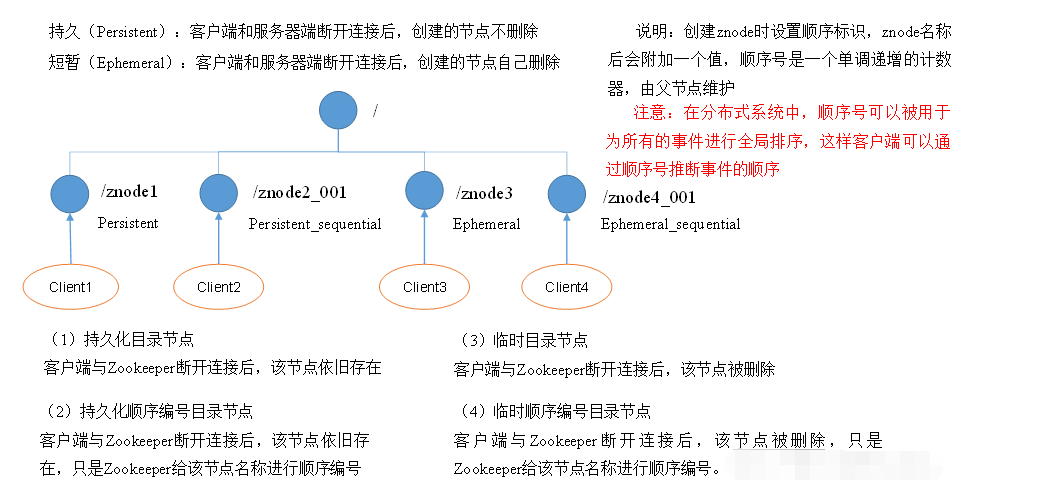 持久（Persistent）：客户端和服务器端断开连接后，创建的节点不删除
短暂（Ephemeral）：客户端和服务器端断开连接后，创建的节点自己删除
说明：创建znode时设置顺序标识，znode名称
后会附加一个值，顺序号是一个单调递增的计数
器，由父节点维护
注意：在分布式系统中，顺序号可以被用于
为所有的事件进行全局排序，这样客户端可以通
过顺序号推断事件的顺序
/
/znode1
/znode2_001
/znode3
/znode4_001
Persistent
Persistent_sequential
Ephemeral
Ephemeral_sequential
Client1
Client2
Client3
Client4
（1）持久化目录节点
客户端与Zookeeper断开连接后，该节点依旧存在
（2）持久化顺序编号目录节点
客户端与Zookeeper断开连接后，该节点依旧存
在，只是Zookeeper给该节点名称进行顺序编号
（3）临时目录节点
客户端与Zookeeper断开连接后，该节点被删除
（4）临时顺序编号目录节点
客户端与Zookeeper断开连接后，该节点被删除，只是
Zookeeper给该节点名称进行顺序编号。